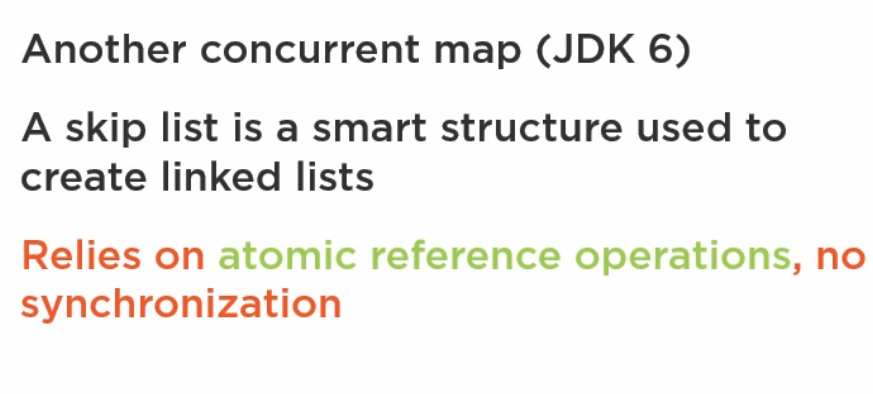 Another concurrent map (JDK 6)
A skip list is a smart structure used to
create linked lists
Relies on atomic reference operations, no
synchronization